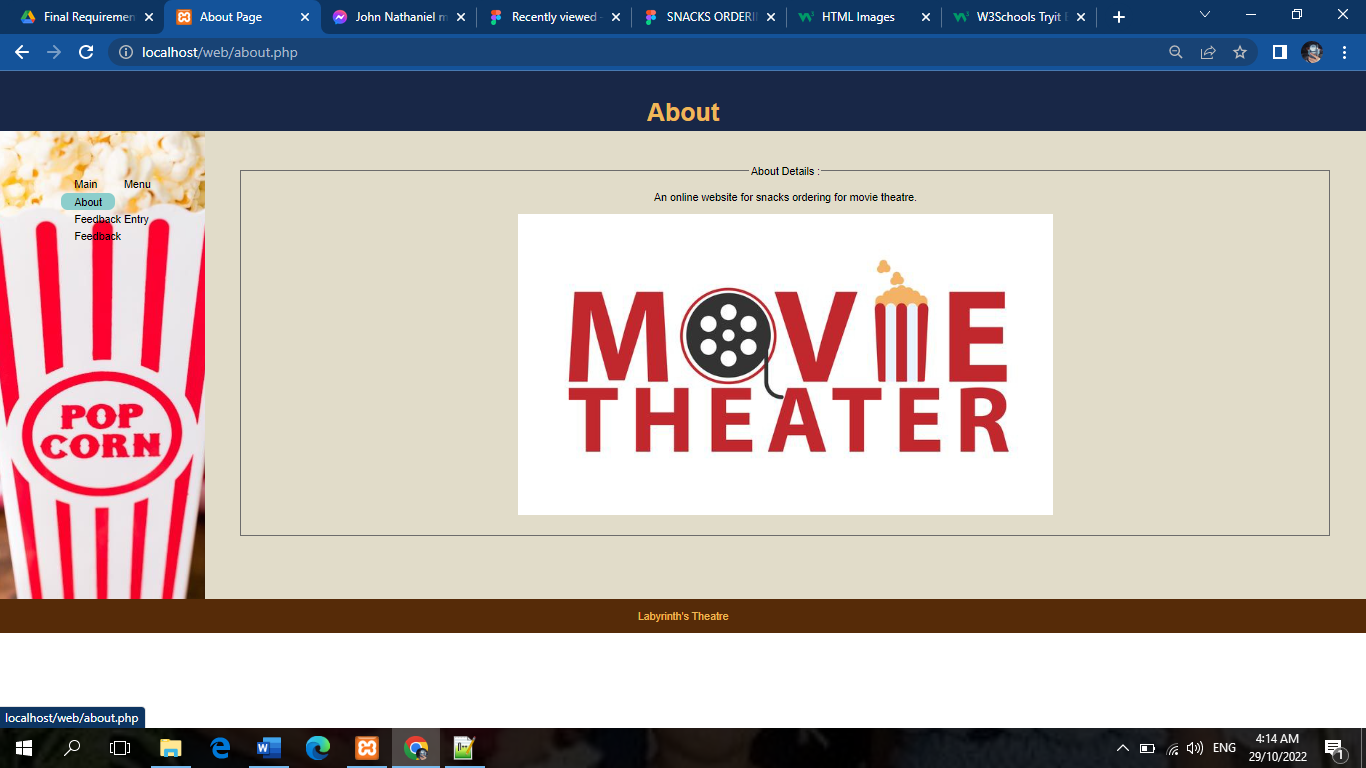 Final Requiremen
About Page
John Nathaniel m
Recently viewed
SNACKS ORDERI
HTML Images
W3Schools Tryit E
localhost/web/about.php
About
Main Menu
About
Feedback Entry
Feedback
About Details :
An online website for snacks ordering for movie theatre.
MOVIE
THEATER
POP
CORN
Labyrinth's Theatre
localhost/web/about.php
ENG
4:14 AM
29/10/2022
1